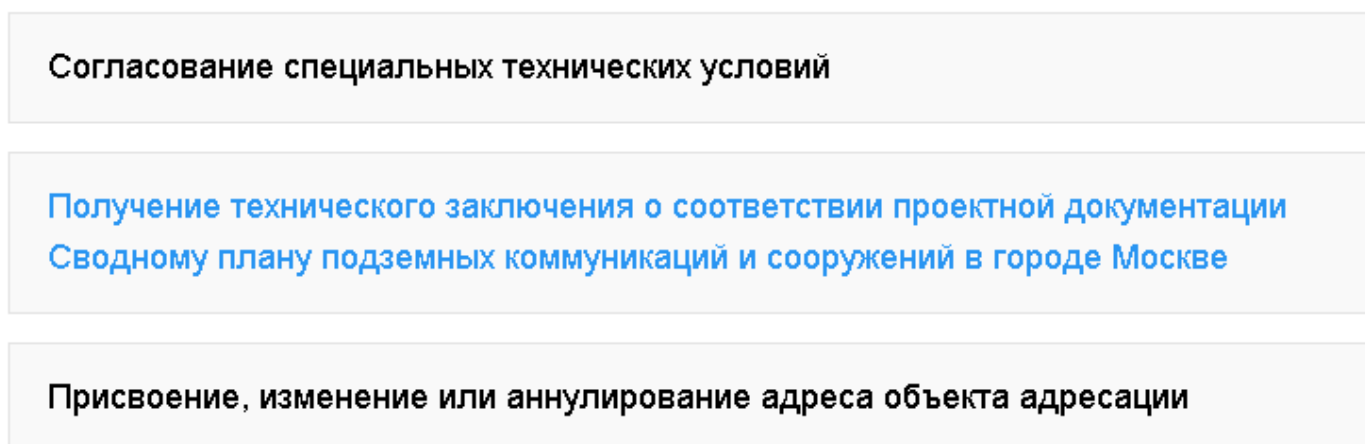 Согласование специальных технических условий
Получение технического заключения о соответствии проектной документации
Сводному плану подземных коммуникаций и сооружений в городе Москве
Присвоение, изменение или аннулирование адреса объекта адресации